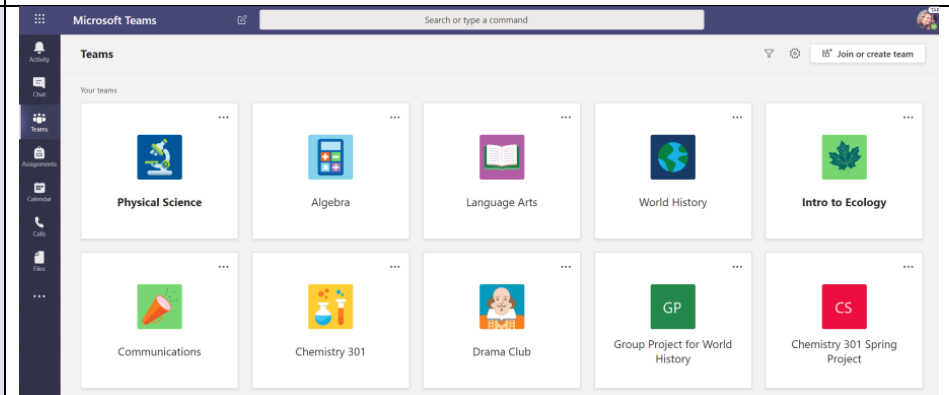 Microsoft Teams
Search or type a command
TAP
Activity
Chat
Teams
Assignments
Calendar
Calls
Files
Teams
Join or create team
Your teams
Physical Science
Algebra
Language Arts
World History
Intro to Ecology
Communications
Chemistry 301
Drama Club
GP
Group Project for World
History
CS
Chemistry 301 Spring
Project